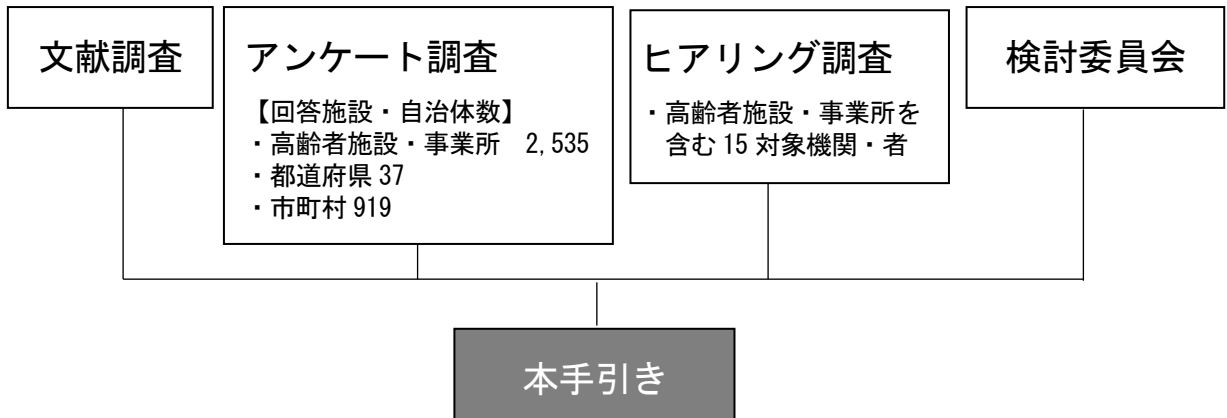 文献調査
アンケート調査
【回答施設・自治体数】
・高齢者施設・事業所　2,535
・都道府県 37
・市町村 919
ヒアリング調査
・高齢者施設・事業所を
含む 15 対象機関・者
検討委員会
本手引き